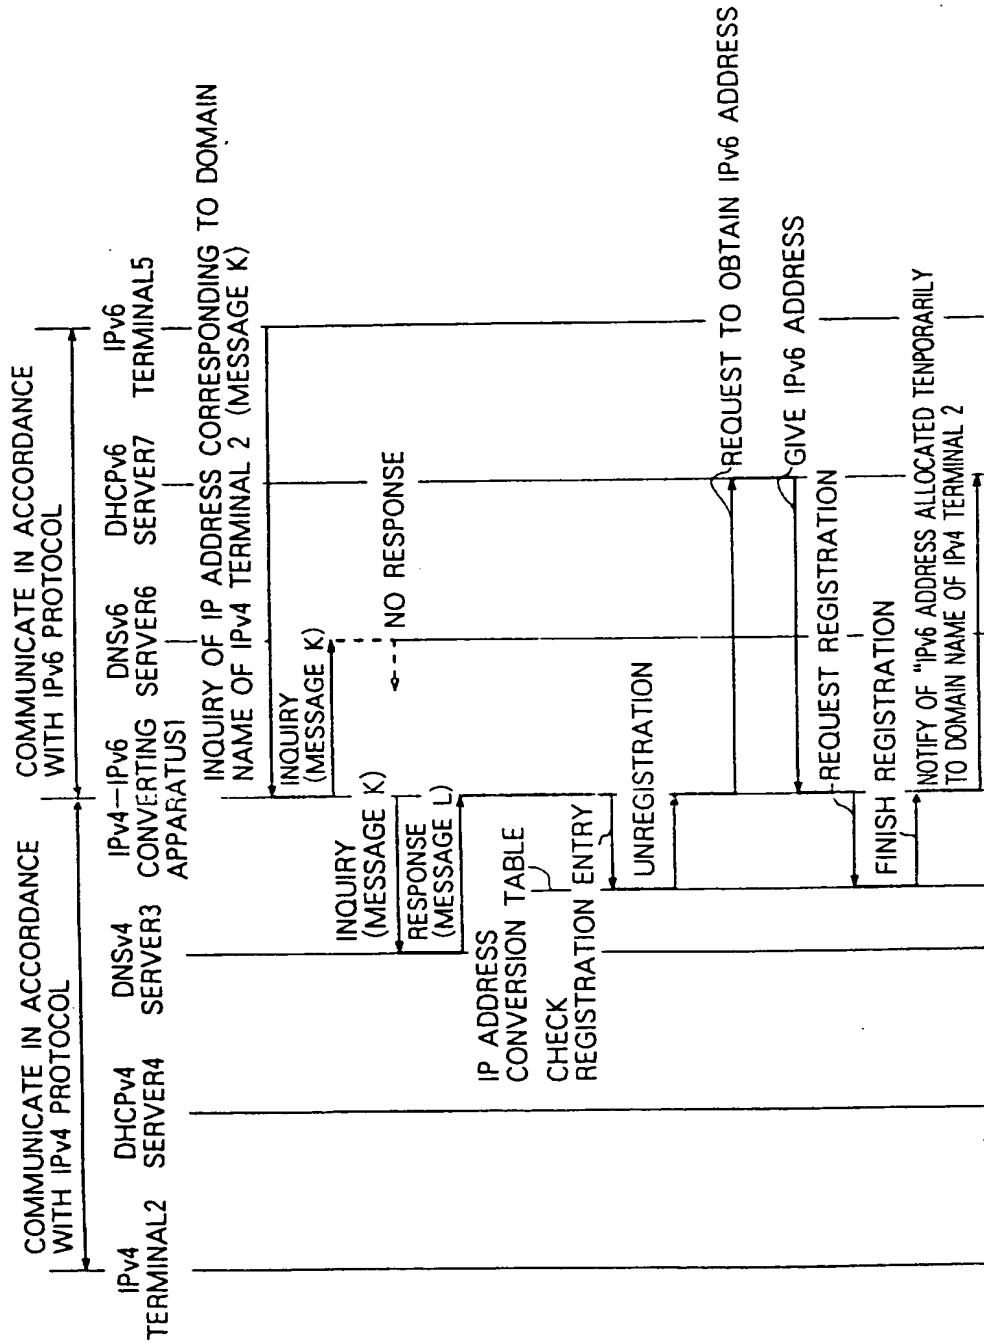 COMMUNICATE IN ACCORDANCE
WITH IPv4 PROTOCOL
COMMUNICATE IN ACCORDANCE
WITH IPv6 PROTOCOL
IPv4
TERMINAL2
DHCPv4
SERVER4
DNSv4
SERVER3
IPv4—IPv6
CONVERTING
APPARATUS1
DNSv6
SERVER6
DHCPv6
SERVER7
IPv6
TERMINAL5
INQUIRY OF IP ADDRESS CORRESPONDING TO DOMAIN
NAME OF IPv4 TERMINAL 2 (MESSAGE K)
INQUIRY
(MESSAGE K)
NO RESPONSE
INQUIRY
(MESSAGE K)
RESPONSE
(MESSAGE L)
IP ADDRESS
CONVERSION TABLE
CHECK
REGISTRATION ENTRY
UNREGISTRATION
REQUEST TO OBTAIN IPv6 ADDRESS
GIVE IPv6 ADDRESS
REQUEST REGISTRATION
FINISH REGISTRATION
NOTIFY OF "IPv6 ADDRESS ALLOCATED TENPORARILY
TO DOMAIN NAME OF IPv4 TERMINAL 2